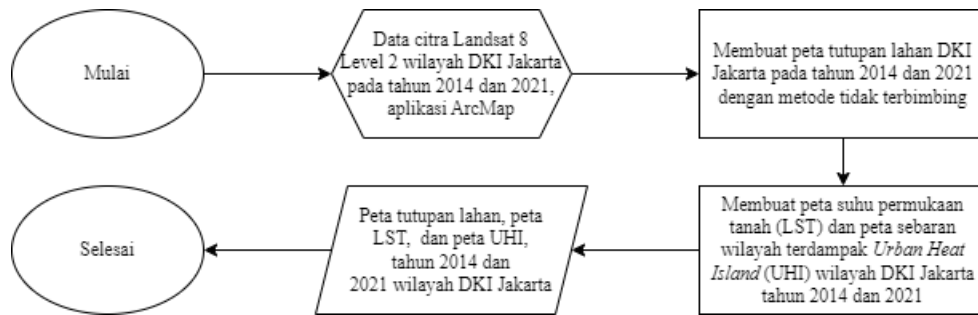 Mulai
Data citra Landsat 8
Level 2 wilayah DKI Jakarta
pada tahun 2014 dan 2021,
aplikasi ArcMap
Membuat peta tutupan lahan DKI
Jakarta pada tahun 2014 dan 2021
dengan metode tidak terbimbing
Membuat peta suhu permukaan
tanah (LST) dan peta sebaran
wilayah terdampak Urban Heat
Island (UHI) wilayah DKI Jakarta
tahun 2014 dan 2021
Peta tutupan lahan, peta
LST, dan peta UHI,
tahun 2014 dan
2021 wilayah DKI Jakarta
Selesai